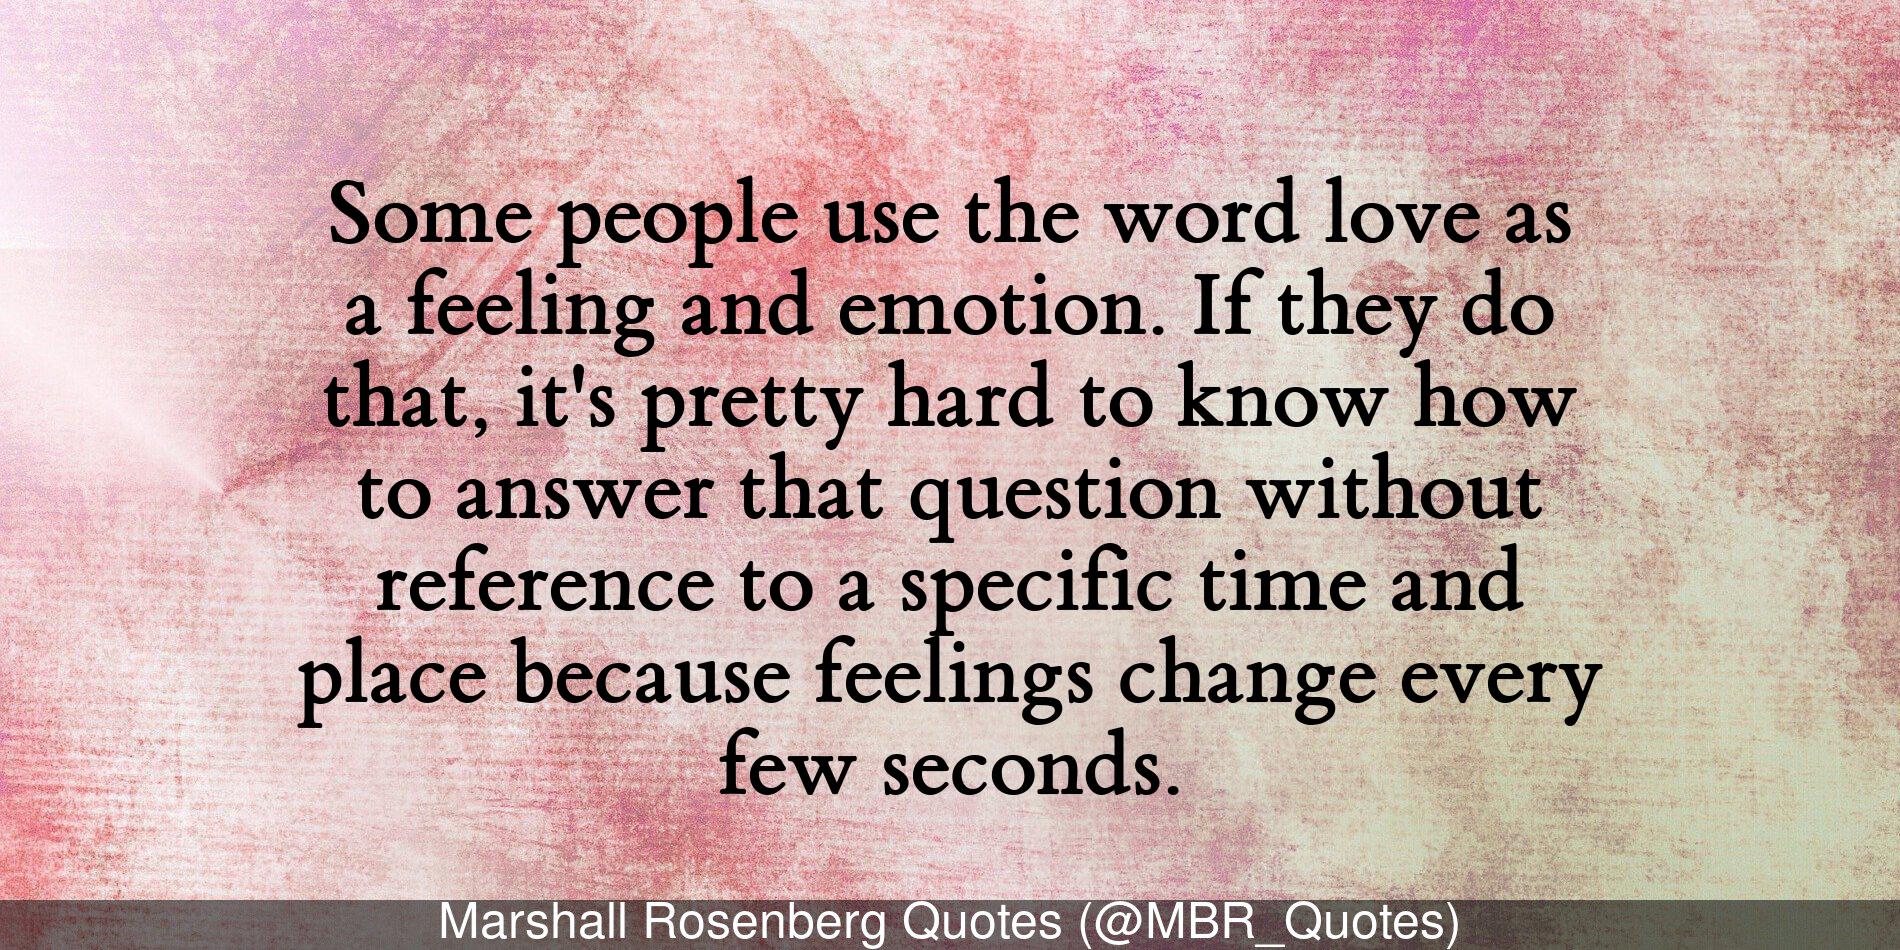 Some people use the word love as
a feeling and emotion. If they do
that, it's pretty hard to know how
to answer that question without
reference to a specific time and
place because feelings change every
few seconds.
Marshall Rosenberg Quotes (@MBR_Quotes)